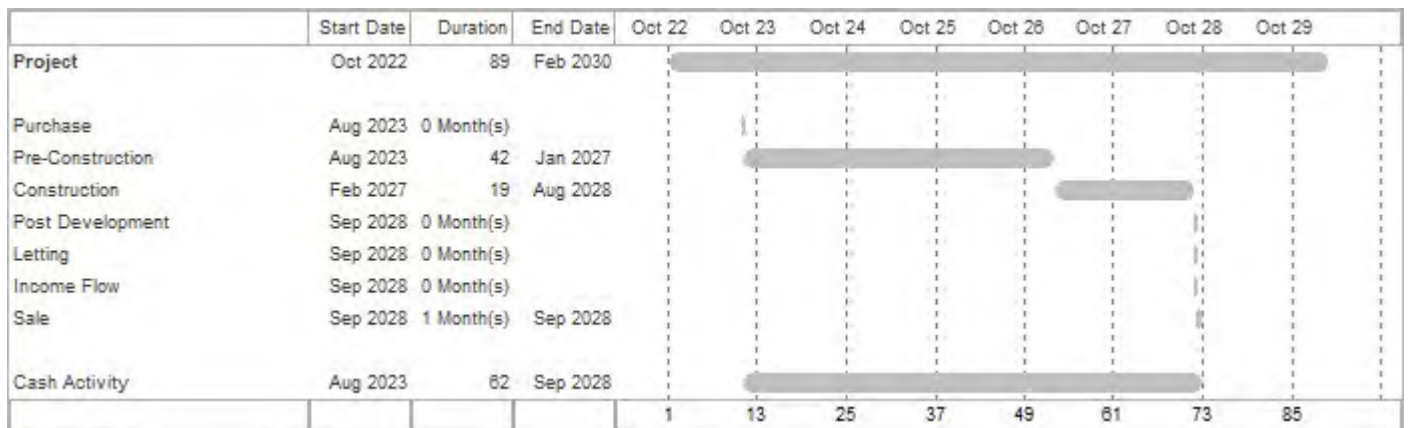 Start Date Duration End Date Oct 22 Oct 23 Oct 24 Oct 25 Oct 26 Oct 27 Oct 28 Oct 29
Project Oct 2022 89 Feb 2030
Purchase Aug 2023 0 Month(s)
Pre-Construction Aug 2023 42 Jan 2027
Construction Feb 2027 19 Aug 2028
Post Development Sep 2028 0 Month(s)
Letting Sep 2028 0 Month(s)
Income Flow Sep 2028 0 Month(s)
Sale Sep 2028 1 Month(s) Sep 2028
Cash Activity Aug 2023 62 Sep 2028
1 13 25 37 49 61 73 85